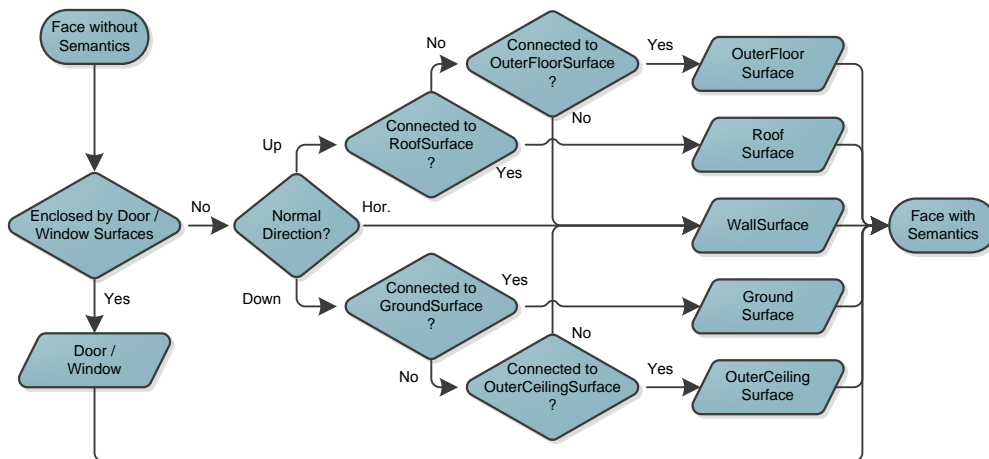 Face without
Semantics
Enclosed by Door /
Window Surfaces
No
Yes
Door /
Window
Normal
Direction?
Up
Hor.
Down
Connected to
RoofSurface
?
No
Yes
Connected to
OuterFloorSurface
?
Yes
No
Connected to
GroundSurface
?
Yes
No
Connected to
OuterCeilingSurface
?
No
Yes
OuterFloor
Surface
Roof
Surface
WallSurface
Ground
Surface
OuterCeiling
Surface
Face with
Semantics